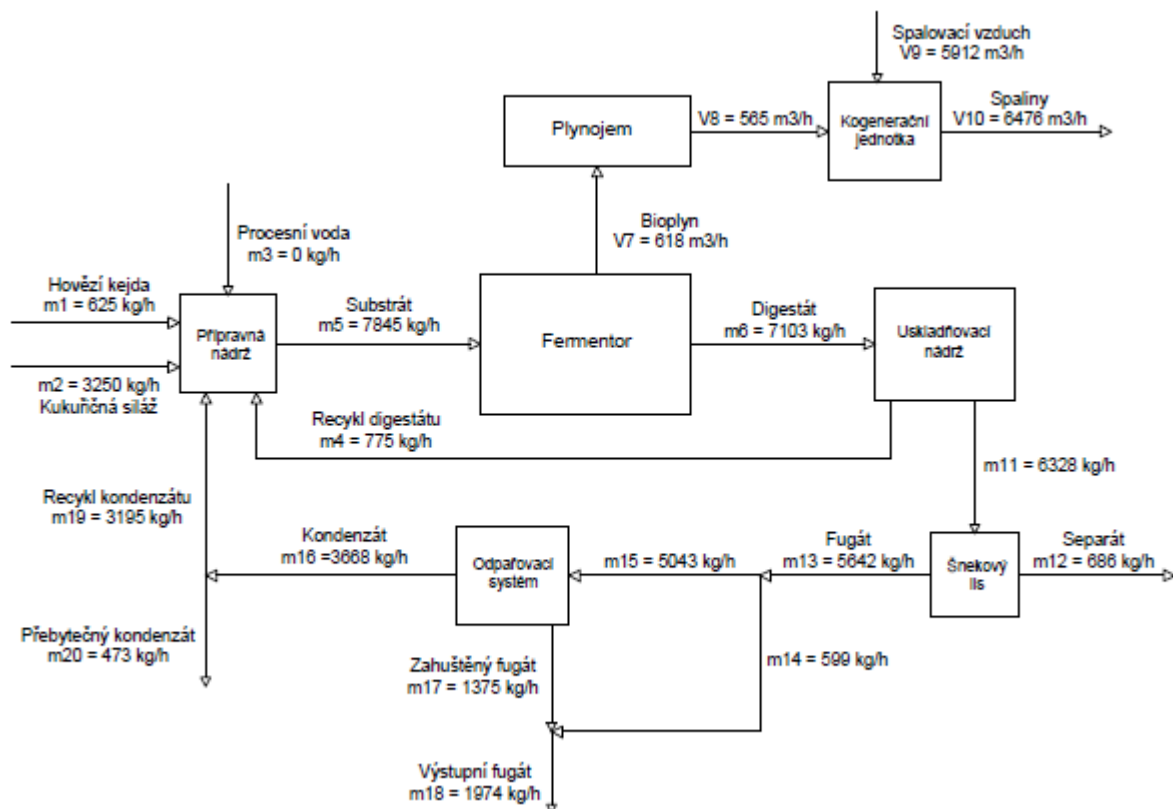 Spalovací vzduch
V9 = 5912 m3/h
Plynojem
V8 = 565 m3/h
Kogenerační
jednotka
Spaliny
V10 = 6476 m3/h
Procesní voda
m3 = 0 kg/h
Bioplyn
V7 = 618 m3/h
Hovězí kejda
m1 = 625 kg/h
Přípravná
nádrž
m2 = 3250 kg/h
Kukuřičná siláž
Substrát
m5 = 7845 kg/h
Fermentor
Digestát
m6 = 7103 kg/h
Uskladňovací
nádrž
Recykl digestátu
m4 = 775 kg/h
m11 = 6328 kg/h
Recykl kondenzátu
m19 = 3195 kg/h
Kondenzát
m16 =3668 kg/h
Odpařovací
systém
m15 = 5043 kg/h
Fugát
m13 = 5642 kg/h
Šnekový
lis
Separát
m12 = 686 kg/h
Přebytečný kondenzát
m20 = 473 kg/h
Zahuštěný fugát
m17 = 1375 kg/h
m14 = 599 kg/h
Výstupní fugát
m18 = 1974 kg/h